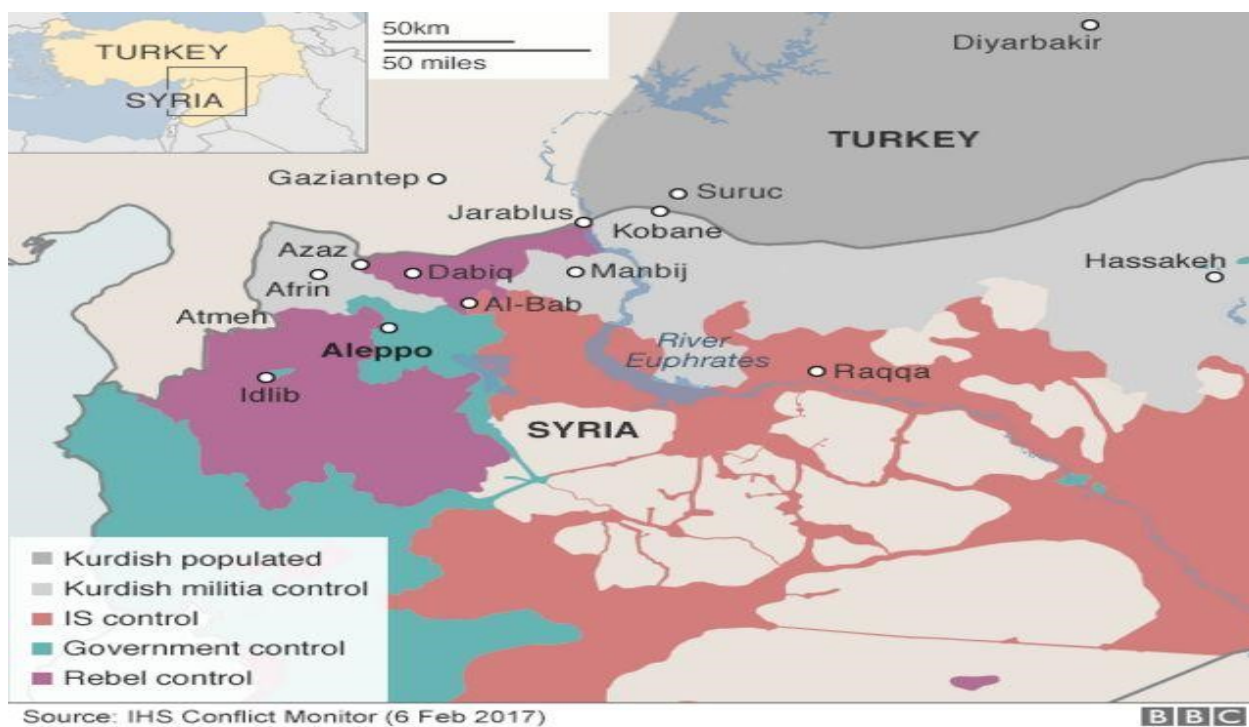 TURKEY
SYRIA
50km
50 miles
Diyarbakir
TURKEY
Gaziantep
Suruc
Jarablus
Kobane
Azaz
Dabiq
Manbij
Hassakeh
Afrin
Al-Bab
Atmeh
Aleppo
River
Euphrates
Raqqa
Idlib
SYRIA
Kurdish populated
Kurdish militia control
IS control
Government control
Rebel control
Source: IHS Conflict Monitor (6 Feb 2017)
BBC